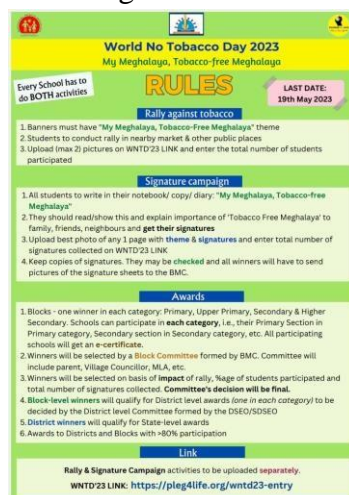 World No Tobacco Day 2023
My Meghalaya, Tobacco-free Meghalaya
Every School has to
do BOTH activities
RULES
LAST DATE:
19th May 2023
Rally against tobacco
1. Banners must have "My Meghalaya, Tobacco-Free Meghalaya" theme
2. Students to conduct rally in nearby market & other public places
3. Upload (max 2) pictures on WNTD'23 LINK and enter the total number of students
participated
Signature campaign
1. All students to write in their notebook/ copy/ diary: "My Meghalaya, Tobacco-free
Meghalaya"
2. They should read/show this and explain importance of 'Tobacco Free Meghalaya' to
family, friends, neighbours and get their signatures
3. Upload best photo of any 1 page with theme & signatures and enter total number of
signatures collected on WNTD'23 LINK
4. Keep copies of signatures. They may be checked and all winners will have to send
pictures of the signature sheets to the BMC.
Awards
1. Blocks - one winner in each category: Primary, Upper Primary, Secondary & Higher
Secondary. Schools can participate in each category, i.e., their Primary Section in
Primary category, Secondary section in Secondary category, etc. All participating
schools will get an e-certificate.
2. Winners will be selected by a Block Committee formed by BMC. Committee will
include parent, Village Councillor, MLA, etc.
3. Winners will be selected on basis of impact of rally, %age of students participated and
total number of signatures collected. Committee's decision will be final.
4. Block-level winners will qualify for District level awards (one in each category) to be
decided by the District level Committee formed by the DSEO/SDSEO
5. District winners will qualify for State-level awards
6. Awards to Districts and Blocks with >80% participation
Link
Rally & Signature Campaign activities to be uploaded separately.
WNTD'23 LINK: https://pleg4life.org/wntd23-entry